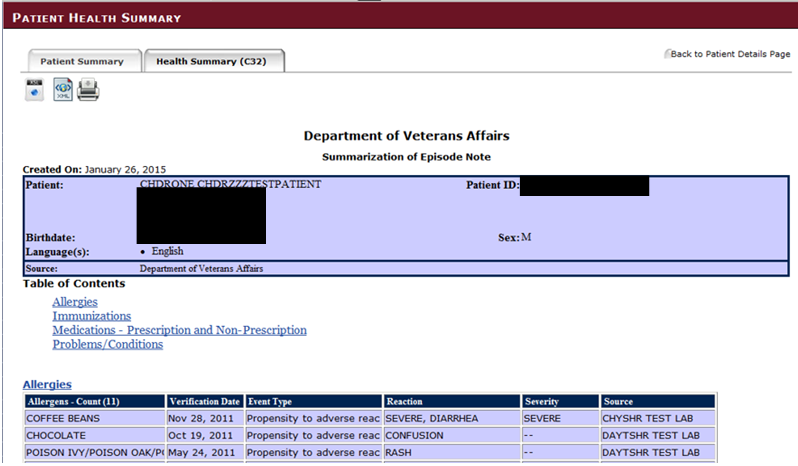 PATIENT HEALTH SUMMARY
Patient Summary
Health Summary (C32)
Back to Patient Details Page
XML
Department of Veterans Affairs
Summarization of Episode Note
Created On: January 26, 2015
Patient: CHDRONE CHDRZZZTESTPATIENT Patient ID:
Birthdate: Sex: M
Language(s): • English
Source: Department of Veterans Affairs
Table of Contents
Allergies
Immunizations
Medications - Prescription and Non-Prescription
Problems/Conditions
Allergies
Allergens - Count (11) Verification Date Event Type Reaction Severity Source
COFFEE BEANS Nov 28, 2011 Propensity to adverse reac SEVERE, DIARRHEA SEVERE CHYSHR TEST LAB
CHOCOLATE Oct 19, 2011 Propensity to adverse reac CONFUSION -- DAYTSHR TEST LAB
POISON IVY/POISON OAK/PO May 24, 2011 Propensity to adverse reac RASH -- DAYTSHR TEST LAB